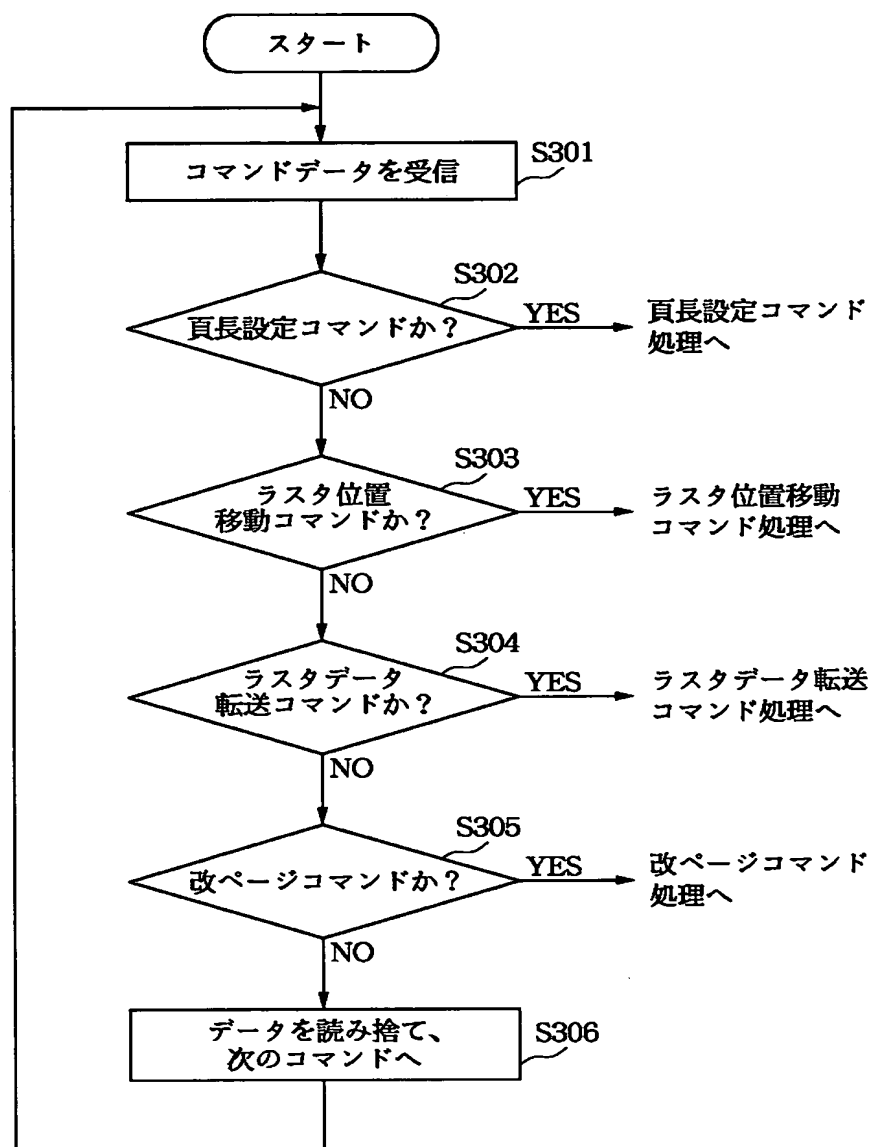 スタート
コマンドデータを受信
S301
S302
頁長設定コマンドか？
YES
頁長設定コマンド
処理へ
NO
S303
ラスタ位置
移動コマンドか？
YES
ラスタ位置移動
コマンド処理へ
NO
S304
ラスタデータ
転送コマンドか？
YES
ラスタデータ転送
コマンド処理へ
NO
S305
改ページコマンドか？
YES
改ページコマンド
処理へ
NO
データを読み捨て、
次のコマンドへ
S306